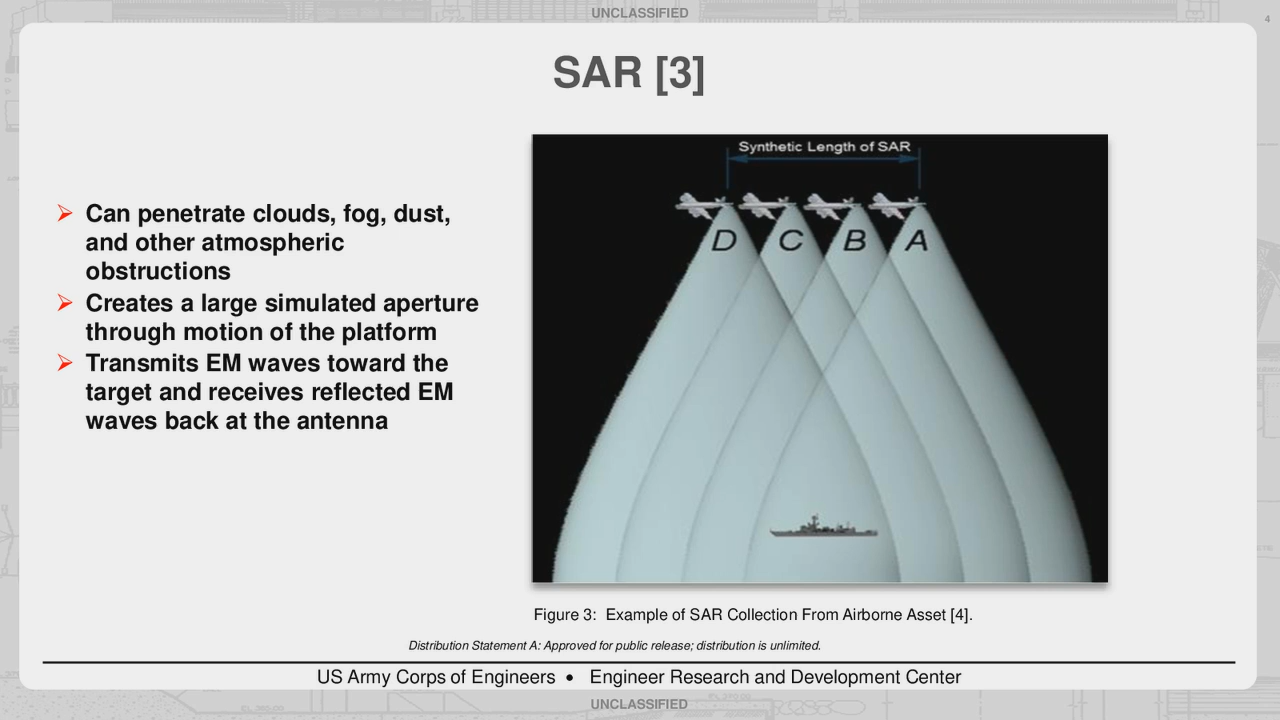 UNCLASSIFIED
4
SAR [3]
➢ Can penetrate clouds, fog, dust,
and other atmospheric
obstructions
➢ Creates a large simulated aperture
through motion of the platform
➢ Transmits EM waves toward the
target and receives reflected EM
waves back at the antenna
Synthetic Length of SAR
D C B A
Figure 3: Example of SAR Collection From Airborne Asset [4].
Distribution Statement A: Approved for public release; distribution is unlimited.
US Army Corps of Engineers • Engineer Research and Development Center
UNCLASSIFIED